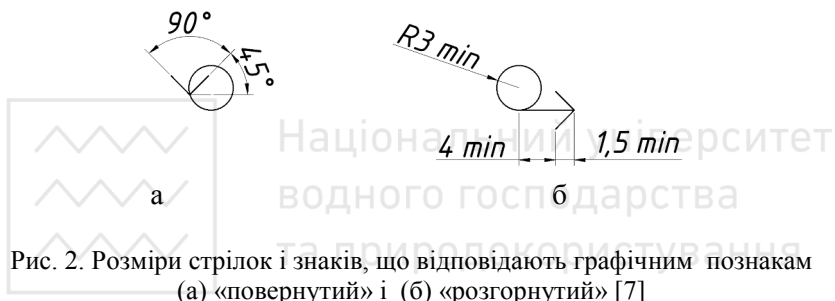 90°
45°
R3 min
4 min
1,5 min
Національний університет
водного господарства
та природокористування
а
б
Рис. 2. Розміри стрілок і знаків, що відповідають графічним познакам
(а) «повернутий» і (б) «розгорнутий» [7]